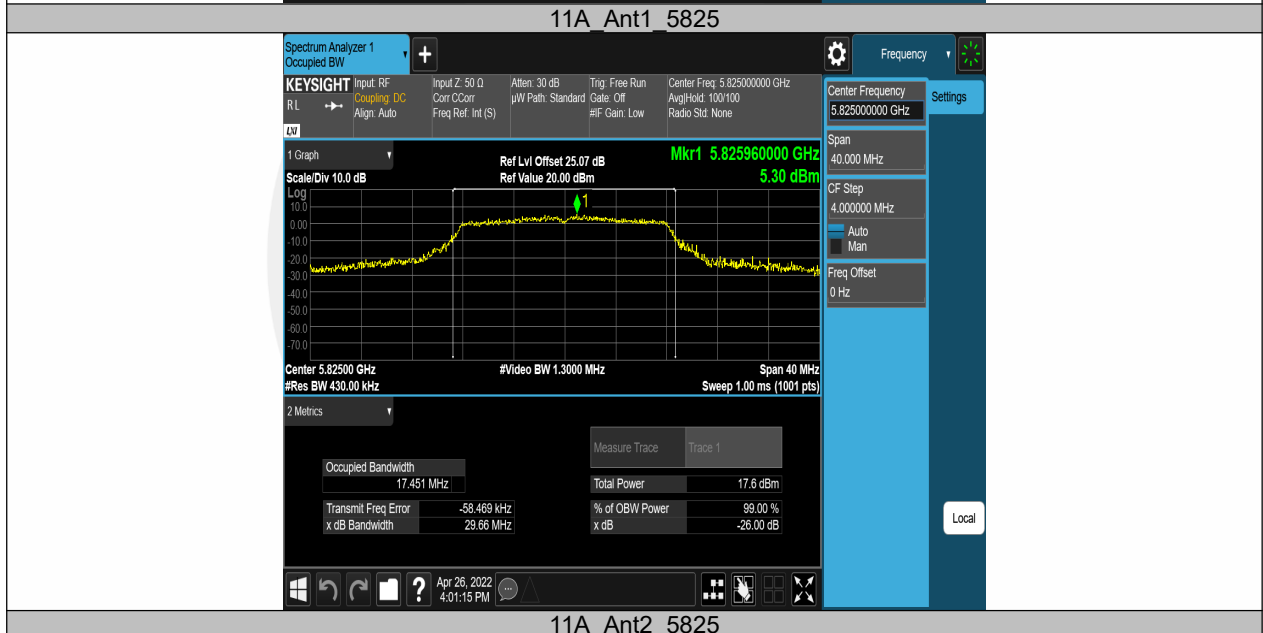 11A_Ant1_5825
Spectrum Analyzer 1
Occupied BW
+
Frequency
KEYSIGHT
Input: RF
Input Z: 50 Ω
Atten: 30 dB
Trig: Free Run
Center Freq: 5.825000000 GHz
RL
Coupling: DC
Corr CCorr
µW Path: Standard
Gate: Off
Avg|Hold: 100/100
Align: Auto
Freq Ref: Int (S)
#IF Gain: Low
Radio Std: None
LXI
Center Frequency
5.825000000 GHz
Settings
Span
40.000 MHz
CF Step
4.000000 MHz
Auto
Man
Freq Offset
0 Hz
1 Graph
Ref Lvl Offset 25.07 dB
Mkr1 5.825960000 GHz
Scale/Div 10.0 dB
Ref Value 20.00 dBm
5.30 dBm
Log
1
10.0
0.00
-10.0
-20.0
-30.0
-40.0
-50.0
-60.0
-70.0
Center 5.82500 GHz
#Video BW 1.3000 MHz
Span 40 MHz
#Res BW 430.00 kHz
Sweep 1.00 ms (1001 pts)
2 Metrics
Measure Trace
Trace 1
Occupied Bandwidth
17.451 MHz
Total Power
17.6 dBm
Transmit Freq Error
-58.469 kHz
% of OBW Power
99.00 %
x dB Bandwidth
29.66 MHz
x dB
-26.00 dB
Local
?
Apr 26, 2022
4:01:15 PM
11A_Ant2_5825